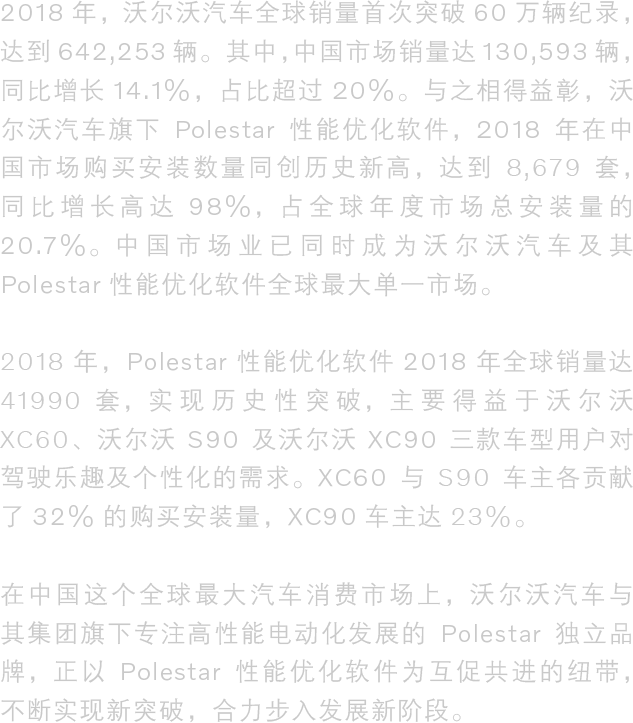 2018 年，沃尔沃汽车全球销量首次突破 60 万辆纪录，
达到 642,253 辆。其中，中国市场销量达 130,593 辆，
同比增长 14.1%，占比超过 20%。与之相得益彰，沃
尔沃汽车旗下 Polestar 性能优化软件，2018 年在中
国市场购买安装数量同创历史新高，达到 8,679 套，
同比增长高达 98%，占全球年度市场总安装量的
20.7%。中国市场业已同时成为沃尔沃汽车及其
Polestar 性能优化软件全球最大单一市场。
2018 年，Polestar 性能优化软件 2018 年全球销量达
41990 套，实现历史性突破，主要得益于沃尔沃
XC60、沃尔沃 S90 及沃尔沃 XC90 三款车型用户对
驾驶乐趣及个性化的需求。XC60 与 S90 车主各贡献
了 32% 的购买安装量，XC90 车主达 23%。
在中国这个全球最大汽车消费市场上，沃尔沃汽车与
其集团旗下专注高性能电动化发展的 Polestar 独立品
牌，正以 Polestar 性能优化软件为互促共进的纽带，
不断实现新突破，合力步入发展新阶段。